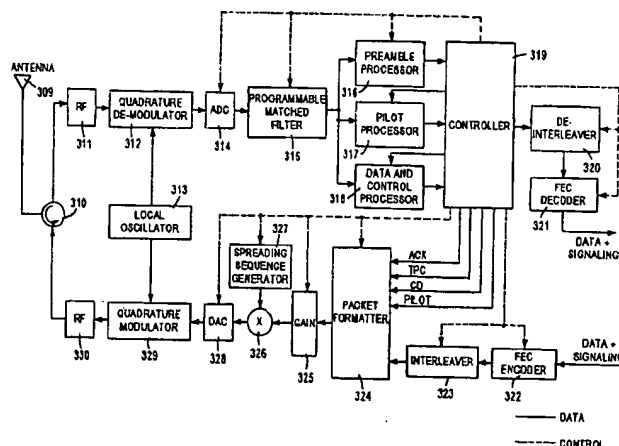 ANTENNA
309
RF
311
QUADRATURE
DE-MODULATOR
312
ADC
314
PROGRAMMABLE
MATCHED
FILTER
315
PREAMBLE
PROCESSOR
316
PILOT
PROCESSOR
317
DATA AND
CONTROL
PROCESSOR
318
CONTROLLER
319
DE-
INTERLEAVER
320
FEC
DECODER
321
DATA +
SIGNALING
310
LOCAL
OSCILLATOR
313
SPREADING
SEQUENCE
GENERATOR
327
RF
330
QUADRATURE
MODULATOR
329
DAC
328
X
326
GAIN
325
PACKET
FORMATTER
324
ACK
TPC
CD
PILOT
INTERLEAVER
323
FEC
ENCODER
322
DATA +
SIGNALING
DATA
CONTROL